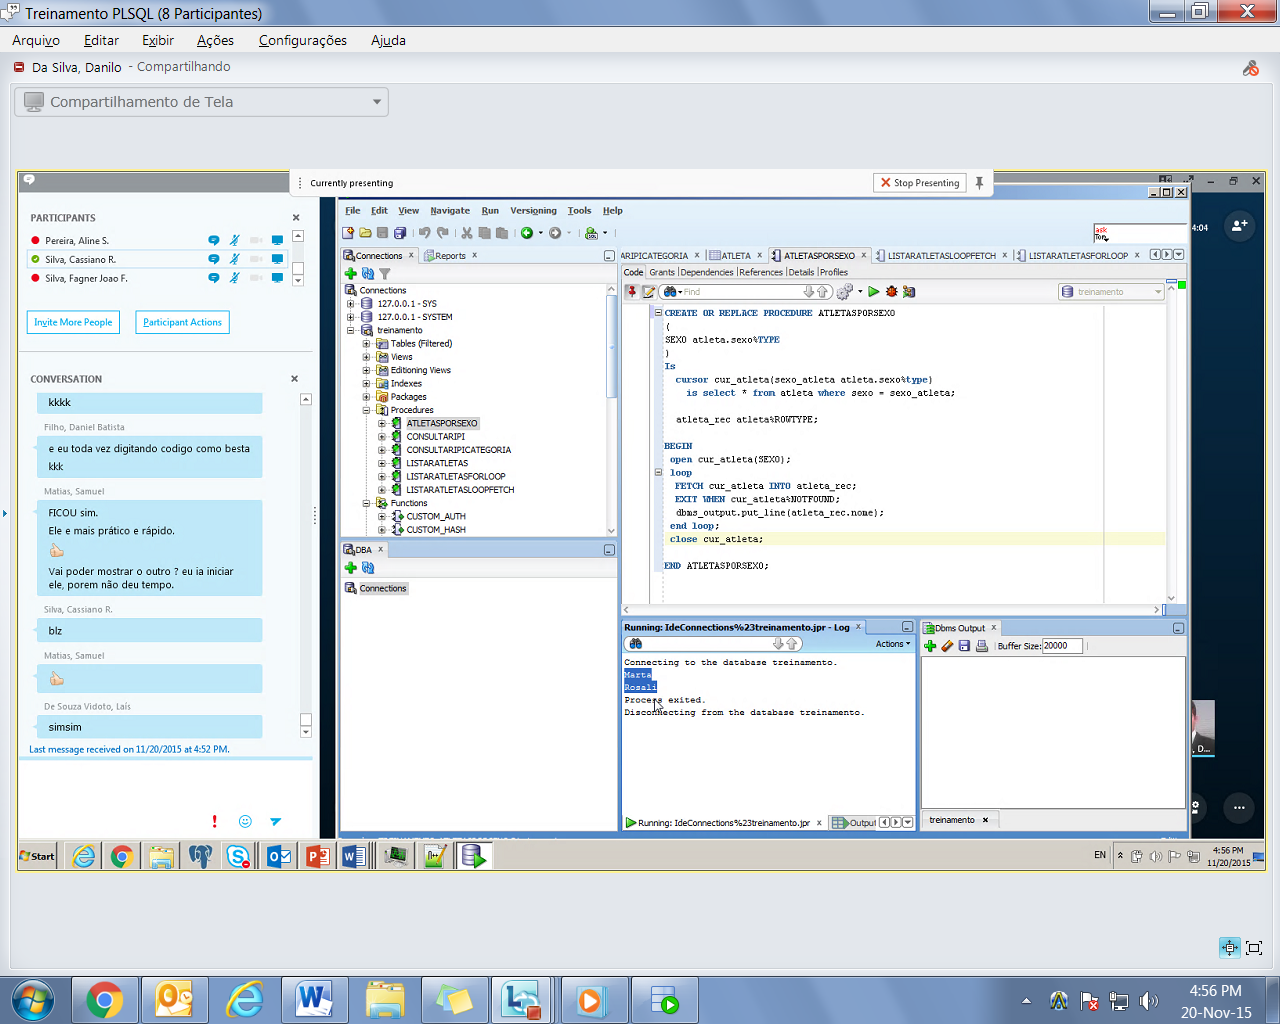 Treinamento PLSQL (8 Participantes)
Arquivo Editar Exibir Ações Configurações Ajuda
Da Silva, Danilo - Compartilhando
Compartilhamento de Tela
Currently presenting
Stop Presenting
PARTICIPANTS
Pereira, Aline S.
Silva, Cassiano R.
Silva, Fagner Joao F.
Invite More People
Participant Actions
CONVERSATION
kkkk
Filho, Daniel Batista
e eu toda vez digitando codigo como besta
kkk
Matias, Samuel
FICOU sim.
Ele e mais prático e rápido.
Vai poder mostrar o outro ? eu ia iniciar
ele, porem não deu tempo.
Silva, Cassiano R.
blz
Matias, Samuel
De Souza Vidoto, Laís
simsim
Last message received on 11/20/2015 at 4:52 PM.
File Edit View Navigate Run Versioning Tools Help
ask
Tom
4:04
Connections
Reports
Connections
127.0.0.1 - SYS
127.0.0.1 - SYSTEM
treinamento
Tables (Filtered)
Views
Editioning Views
Indexes
Packages
Procedures
ATLETASPORSEXO
CONSULTARIPI
CONSULTARIPICATEGORIA
LISTARATLETAS
LISTARATLETASFORLOOP
LISTARATLETASLOOPFETCH
Functions
CUSTOM_AUTH
CUSTOM_HASH
DBA
Connections
ARIPICATEGORIA ATLETA ATLETASPORSEXO LISTARATLETASLOOPFETCH LISTARATLETASFORLOOP
Code Grants Dependencies References Details Profiles
Find
treinamento
CREATE OR REPLACE PROCEDURE ATLETASPORSEXO
(
SEXO atleta.sexo%TYPE
)
Is
cursor cur_atleta(sexo_atleta atleta.sexo%type)
is select * from atleta where sexo = sexo_atleta;
atleta_rec atleta%ROWTYPE;
BEGIN
open cur_atleta(SEXO);
loop
FETCH cur_atleta INTO atleta_rec;
EXIT WHEN cur_atleta%NOTFOUND;
dbms_output.put_line(atleta_rec.nome);
end loop;
close cur_atleta;
END ATLETASPORSEXO;
Running: IdeConnections%23treinamento.jpr - Log
Actions
Connecting to the database treinamento.
Marta
Rosali
Process exited.
Disconnecting from the database treinamento.
Running: IdeConnections%23treinamento.jpr
Output
Dbms Output
Buffer Size: 20000
treinamento
, D...
Start
EN
4:56 PM
11/20/2015
4:56 PM
20-Nov-15